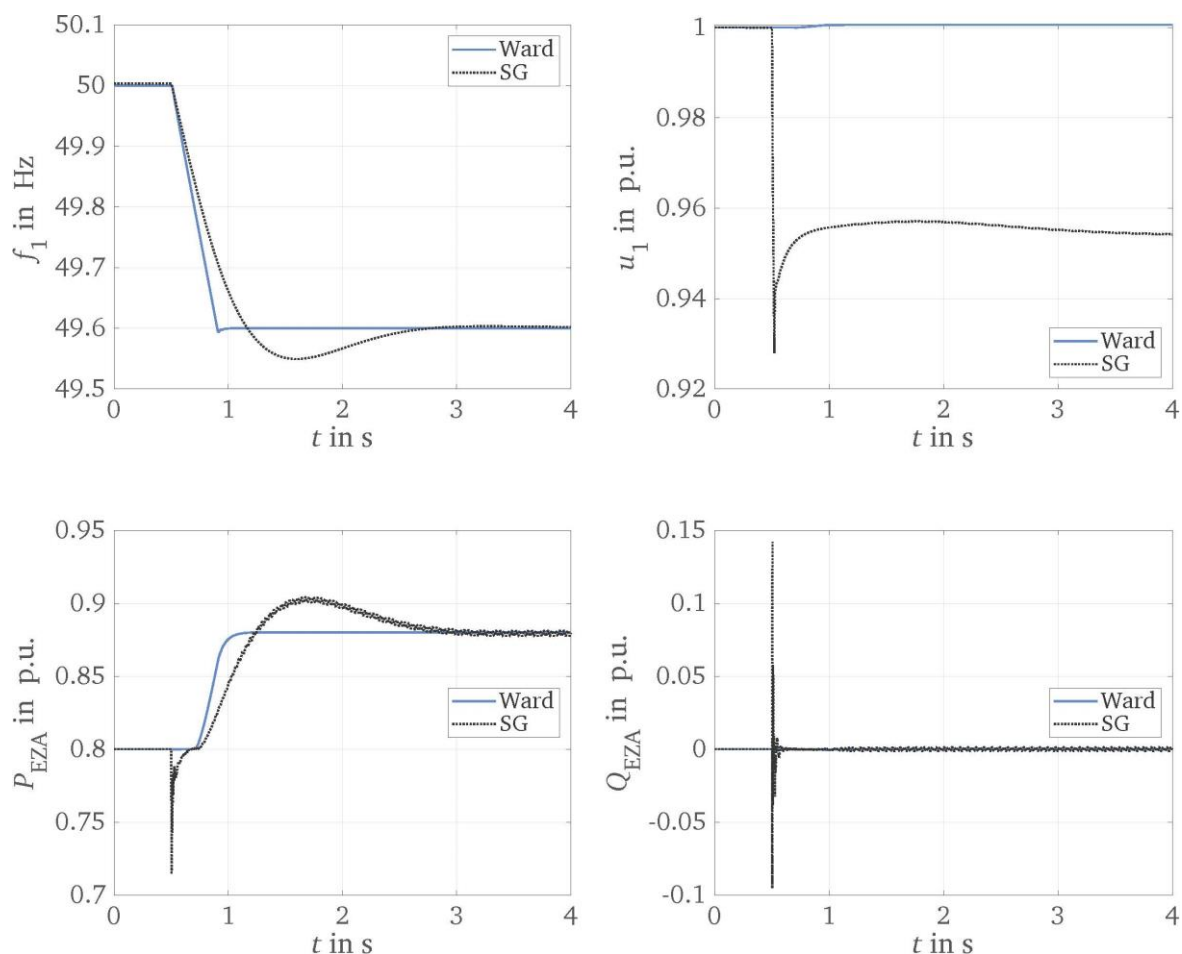 50.1
50
49.9
49.8
49.7
49.6
49.5
f1 in Hz
Ward
SG
0 1 2 3 4
t in s
1
0.98
0.96
0.94
0.92
u1 in p.u.
Ward
SG
0 1 2 3 4
t in s
0.95
0.9
0.85
0.8
0.75
0.7
PEZA in p.u.
Ward
SG
0 1 2 3 4
t in s
0.15
0.1
0.05
0
-0.05
-0.1
QEZA in p.u.
Ward
SG
0 1 2 3 4
t in s